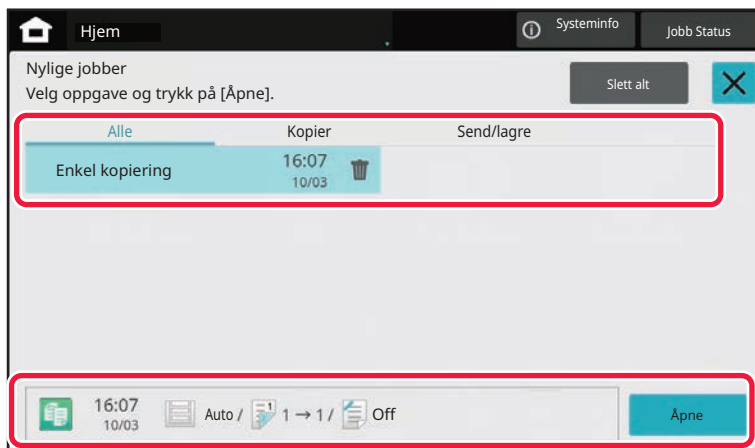 Hjem
Systeminfo
Jobb Status
Nylige jobber
Velg oppgave og trykk på [Åpne].
Slett alt
Alle
Kopier
Send/lagre
Enkel kopiering
16:07
10/03
16:07
10/03
Auto / 1 1 → 1 / Off
Åpne